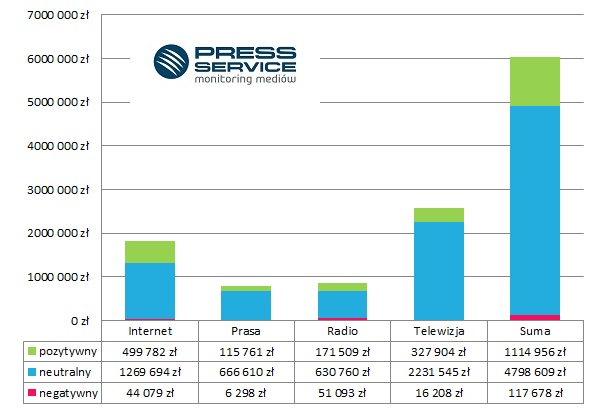 7000 000 zł
PRESS
SERVICE
monitoring mediów
6000 000 zł
5000 000 zł
4000 000 zł
3000 000 zł
2000 000 zł
1000 000 zł
0 zł
Internet Prasa Radio Telewizja Suma
pozytywny 499 782 zł 115 761 zł 171 509 zł 327 904 zł 1114 956 zł
neutralny 1269 694 zł 666 610 zł 630 760 zł 2231 545 zł 4798 609 zł
negatywny 44 079 zł 6 298 zł 51 093 zł 16 208 zł 117 678 zł